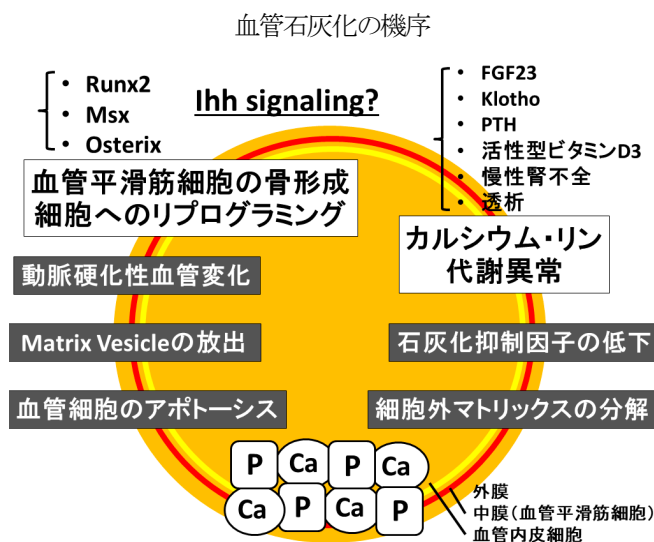 血管石灰化の機序
• Runx2
• Msx
• Osterix
Ihh signaling?
• FGF23
• Klotho
• PTH
• 活性型ビタミンD3
• 慢性腎不全
• 透析
血管平滑筋細胞の骨形成
細胞へのリプログラミング
カルシウム・リン
代謝異常
動脈硬化性血管変化
Matrix Vesicleの放出
石灰化抑制因子の低下
血管細胞のアポトーシス
細胞外マトリックスの分解
P Ca P Ca
Ca P Ca P
外膜
中膜(血管平滑筋細胞)
血管内皮細胞